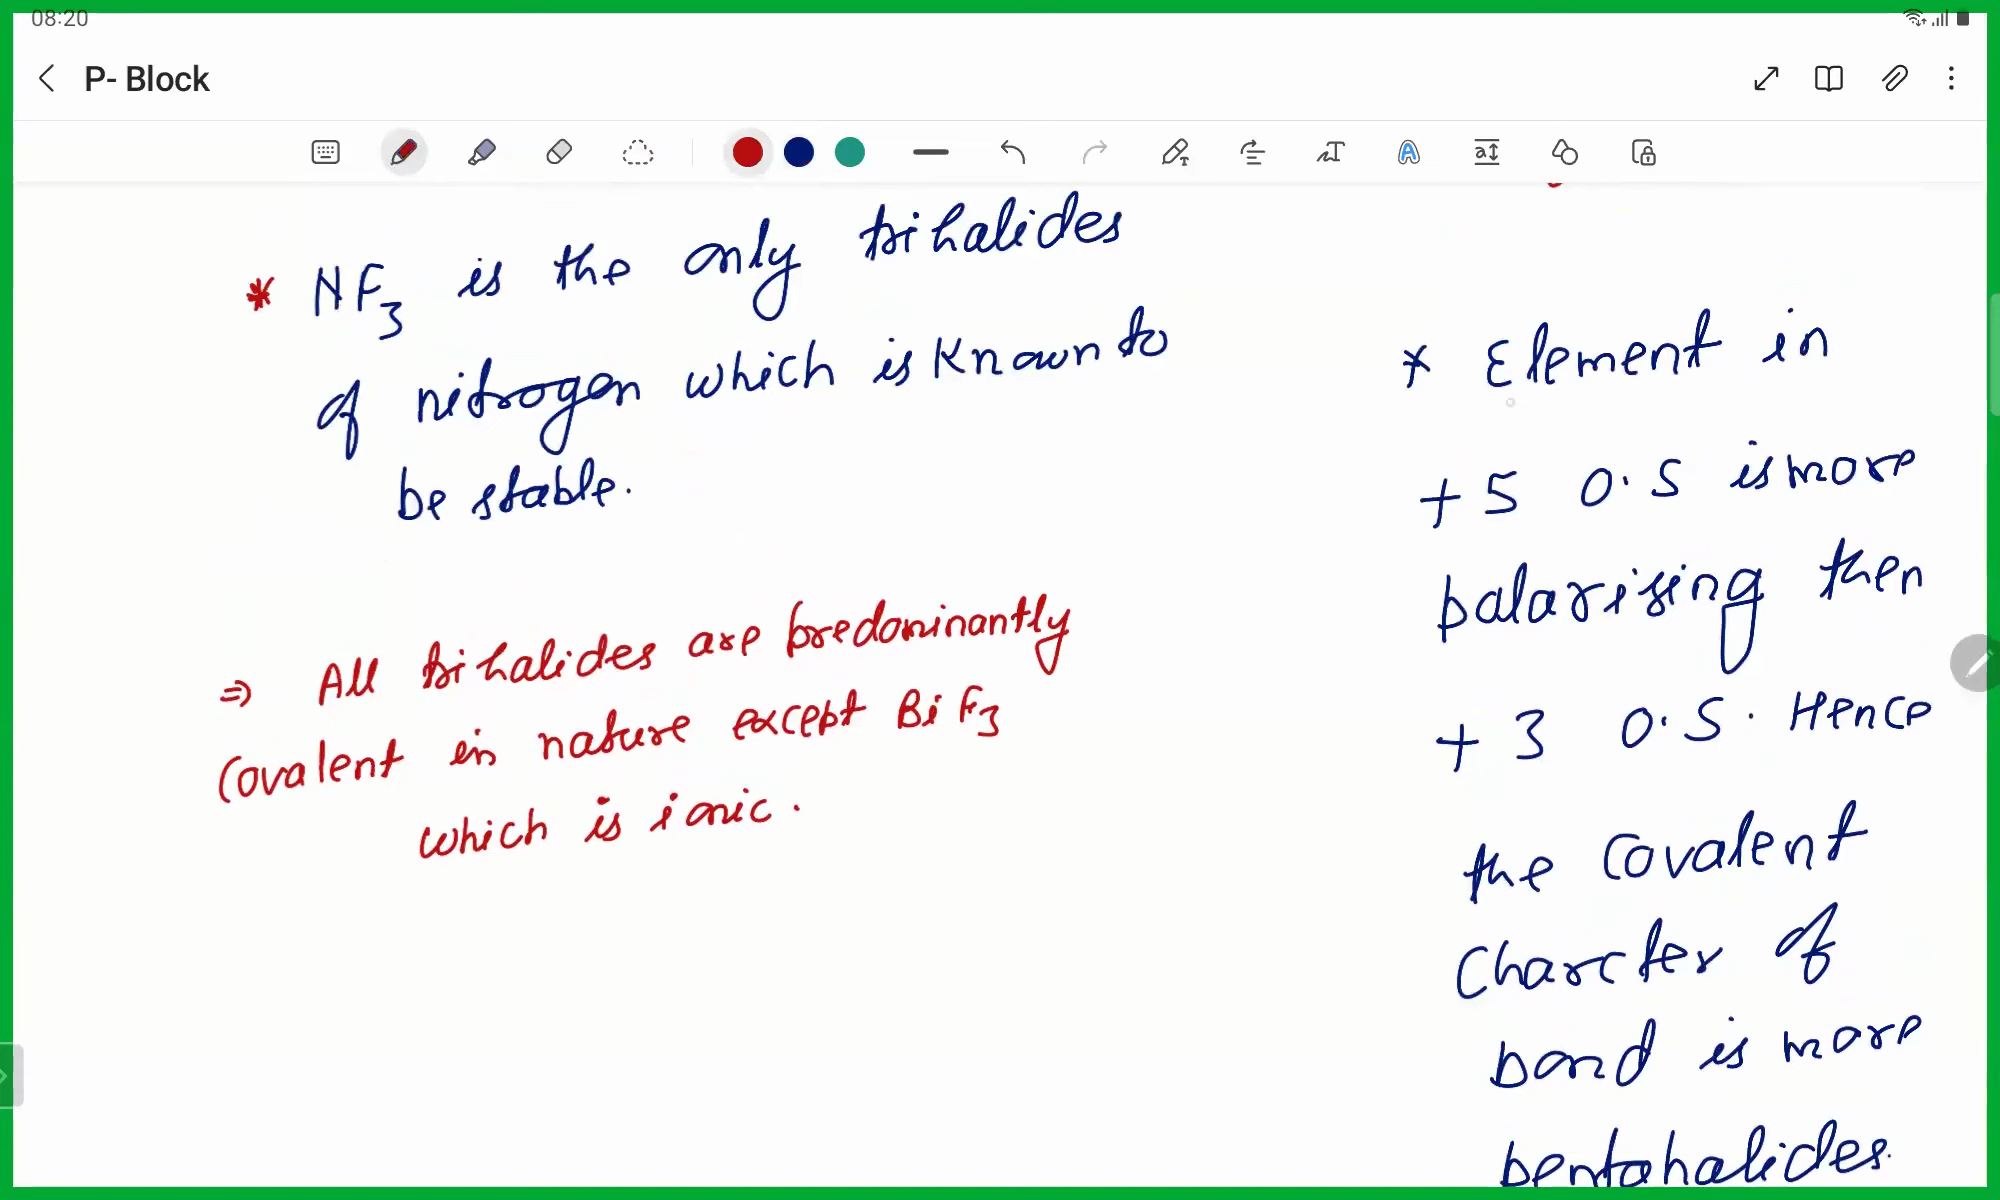 08:20
P- Block
* NF3 is the only trihalides
of nitrogen which is known to
be stable.
⇒ All trihalides are predominantly
Covalent in nature except BiF3
which is ionic.
* Element in
+5 O.S is more
polarising then
+3 O.S. Hence
the Covalent
Charcter of
bond is more
pentahalides.